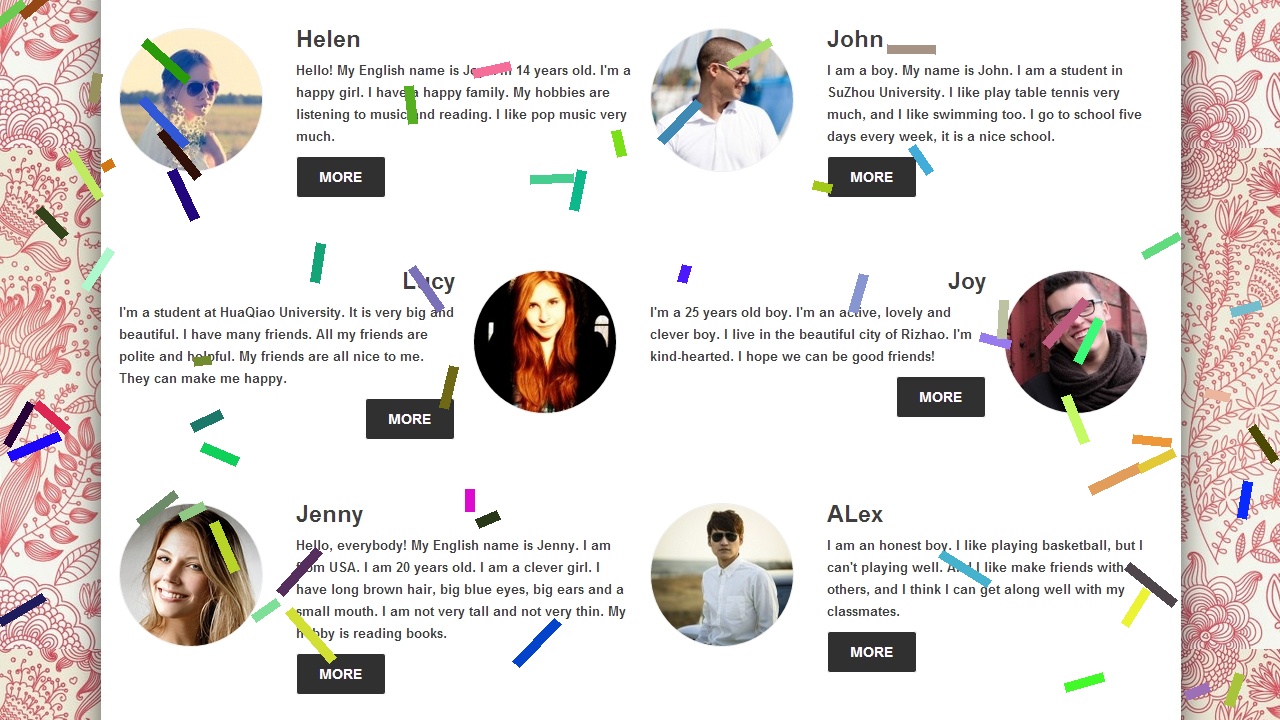 Helen
Hello! My English name is 14 years old. I'm a
happy girl. I have happy family. My hobbies are
listening to music and reading. I like pop music very
much.
MORE
John
I am a boy. My name is John. I am a student in
SuZhou University. I like play table tennis very
much, and I like swimming too. I go to school five
days every week, it is a nice school.
MORE
Lucy
I'm a student at HuaQiao University. It is very big and
beautiful. I have many friends. All my friends are
polite and helpful. My friends are all nice to me.
They can make me happy.
MORE
Joy
I'm a 25 years old boy. I'm an active, lovely and
clever boy. I live in the beautiful city of Rizhao. I'm
kind-hearted. I hope we can be good friends!
MORE
Jenny
Hello, everybody! My English name is Jenny. I am
from USA. I am 20 years old. I am a clever girl. I
have long brown hair, big blue eyes, big ears and a
small mouth. I am not very tall and not very thin. My
hobby is reading books.
MORE
ALex
I am an honest boy. I like playing basketball, but I
can't playing well. And I like make friends with
others, and I think I can get along well with my
classmates.
MORE